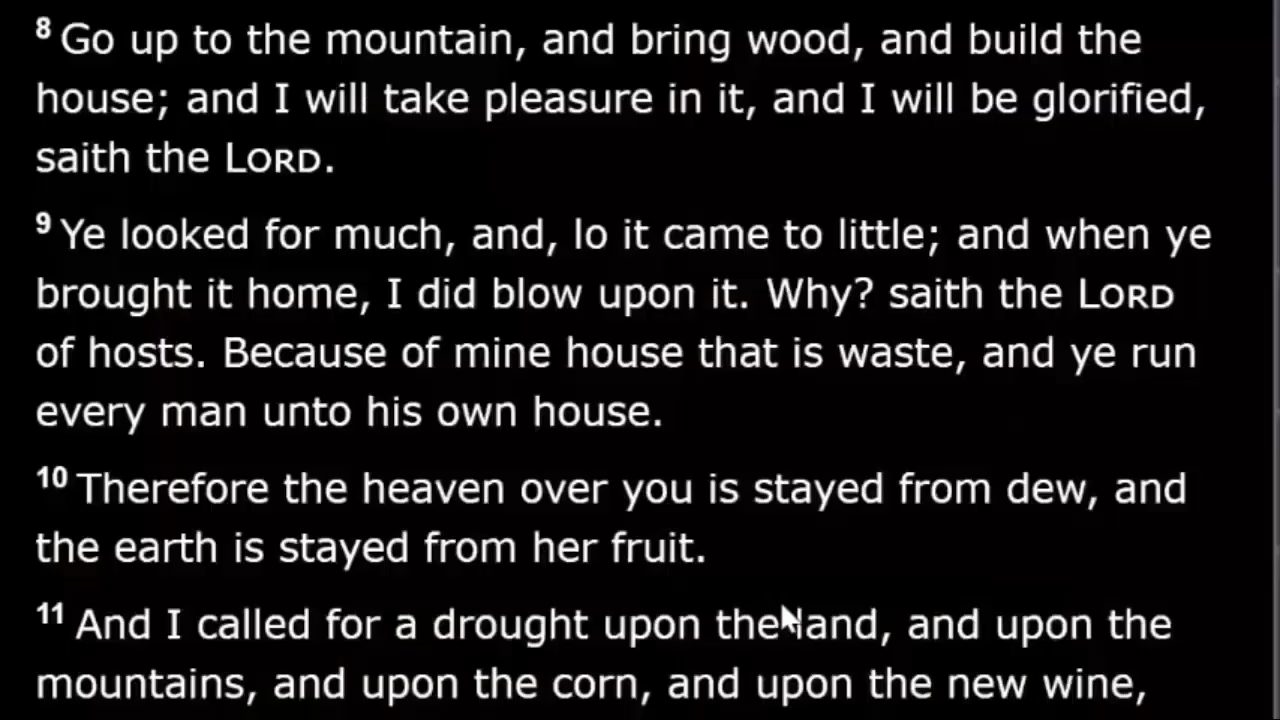 8 Go up to the mountain, and bring wood, and build the
house; and I will take pleasure in it, and I will be glorified,
saith the LORD.
9 Ye looked for much, and, lo it came to little; and when ye
brought it home, I did blow upon it. Why? saith the LORD
of hosts. Because of mine house that is waste, and ye run
every man unto his own house.
10 Therefore the heaven over you is stayed from dew, and
the earth is stayed from her fruit.
11 And I called for a drought upon the land, and upon the
mountains, and upon the corn, and upon the new wine,